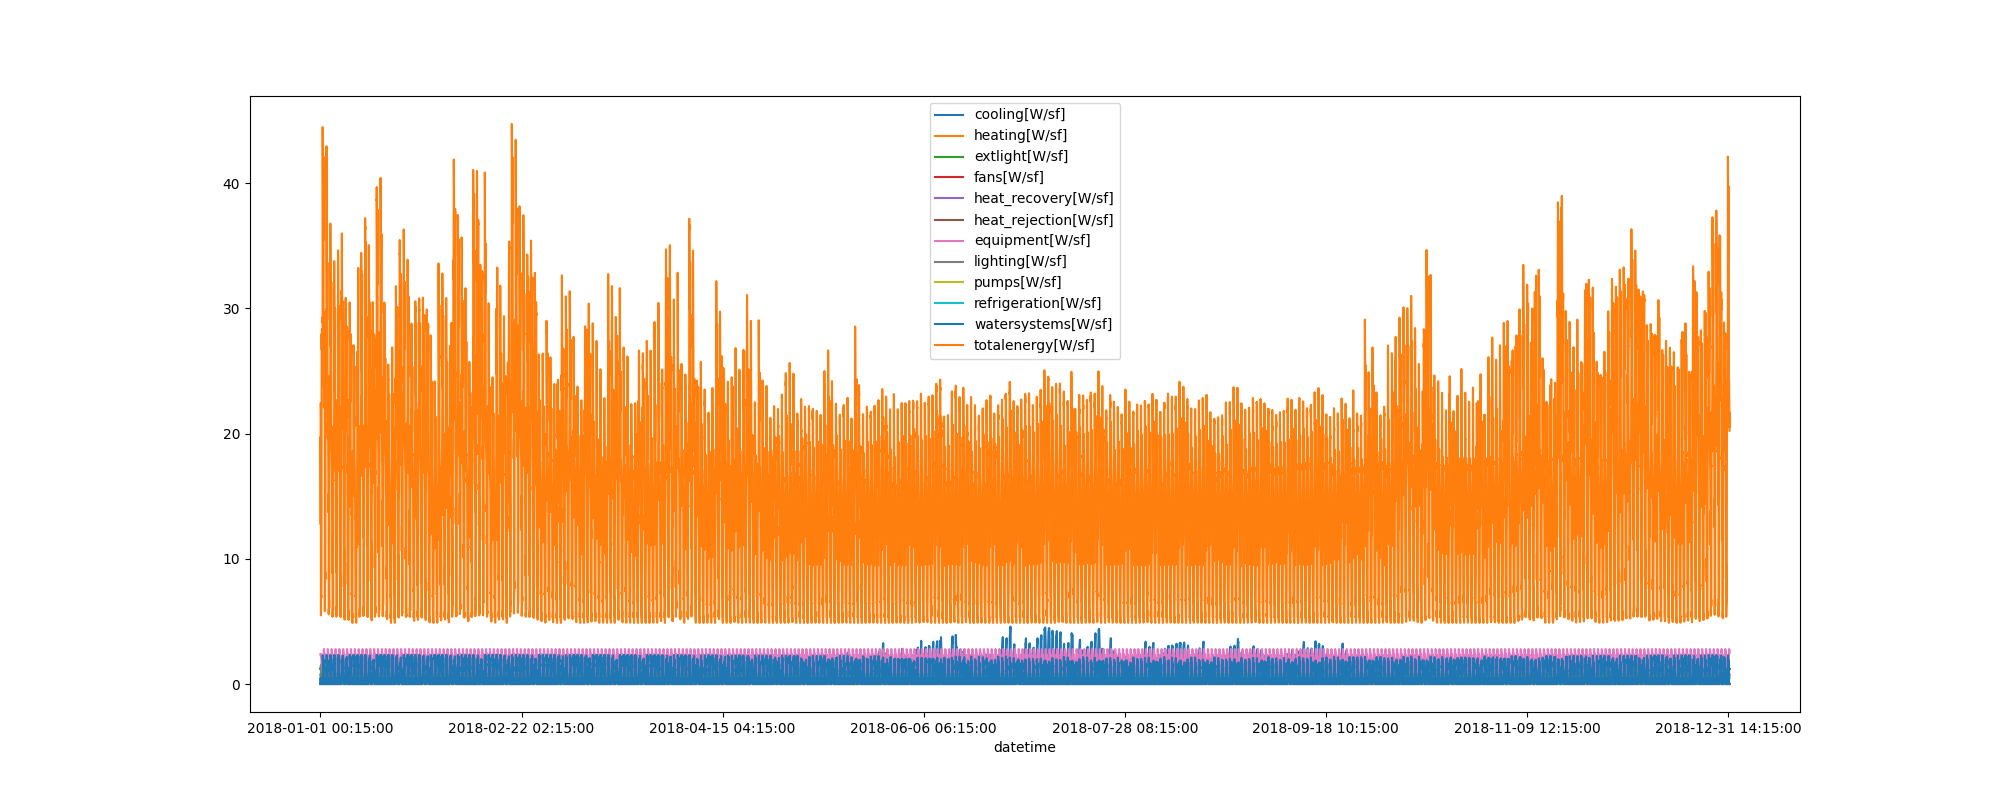 cooling[W/sf]
heating[W/sf]
extlight[W/sf]
fans[W/sf]
heat_recovery[W/sf]
heat_rejection[W/sf]
equipment[W/sf]
lighting[W/sf]
pumps[W/sf]
refrigeration[W/sf]
watersystems[W/sf]
totalenergy[W/sf]
40
30
20
10
0
2018-01-01 00:15:00
2018-02-22 02:15:00
2018-04-15 04:15:00
2018-06-06 06:15:00
2018-07-28 08:15:00
2018-09-18 10:15:00
2018-11-09 12:15:00
2018-12-31 14:15:00
datetime